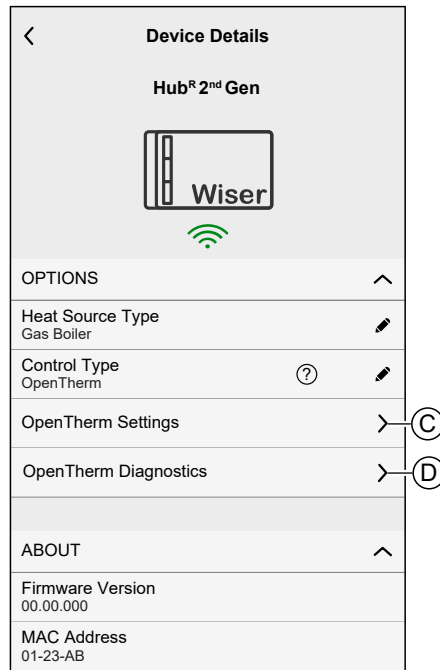 Device Details
Hubᴿ 2ⁿᵈ Gen
Wiser
OPTIONS
Heat Source Type
Gas Boiler
Control Type
OpenTherm
?
OpenTherm Settings
C
OpenTherm Diagnostics
D
ABOUT
Firmware Version
00.00.000
MAC Address
01-23-AB